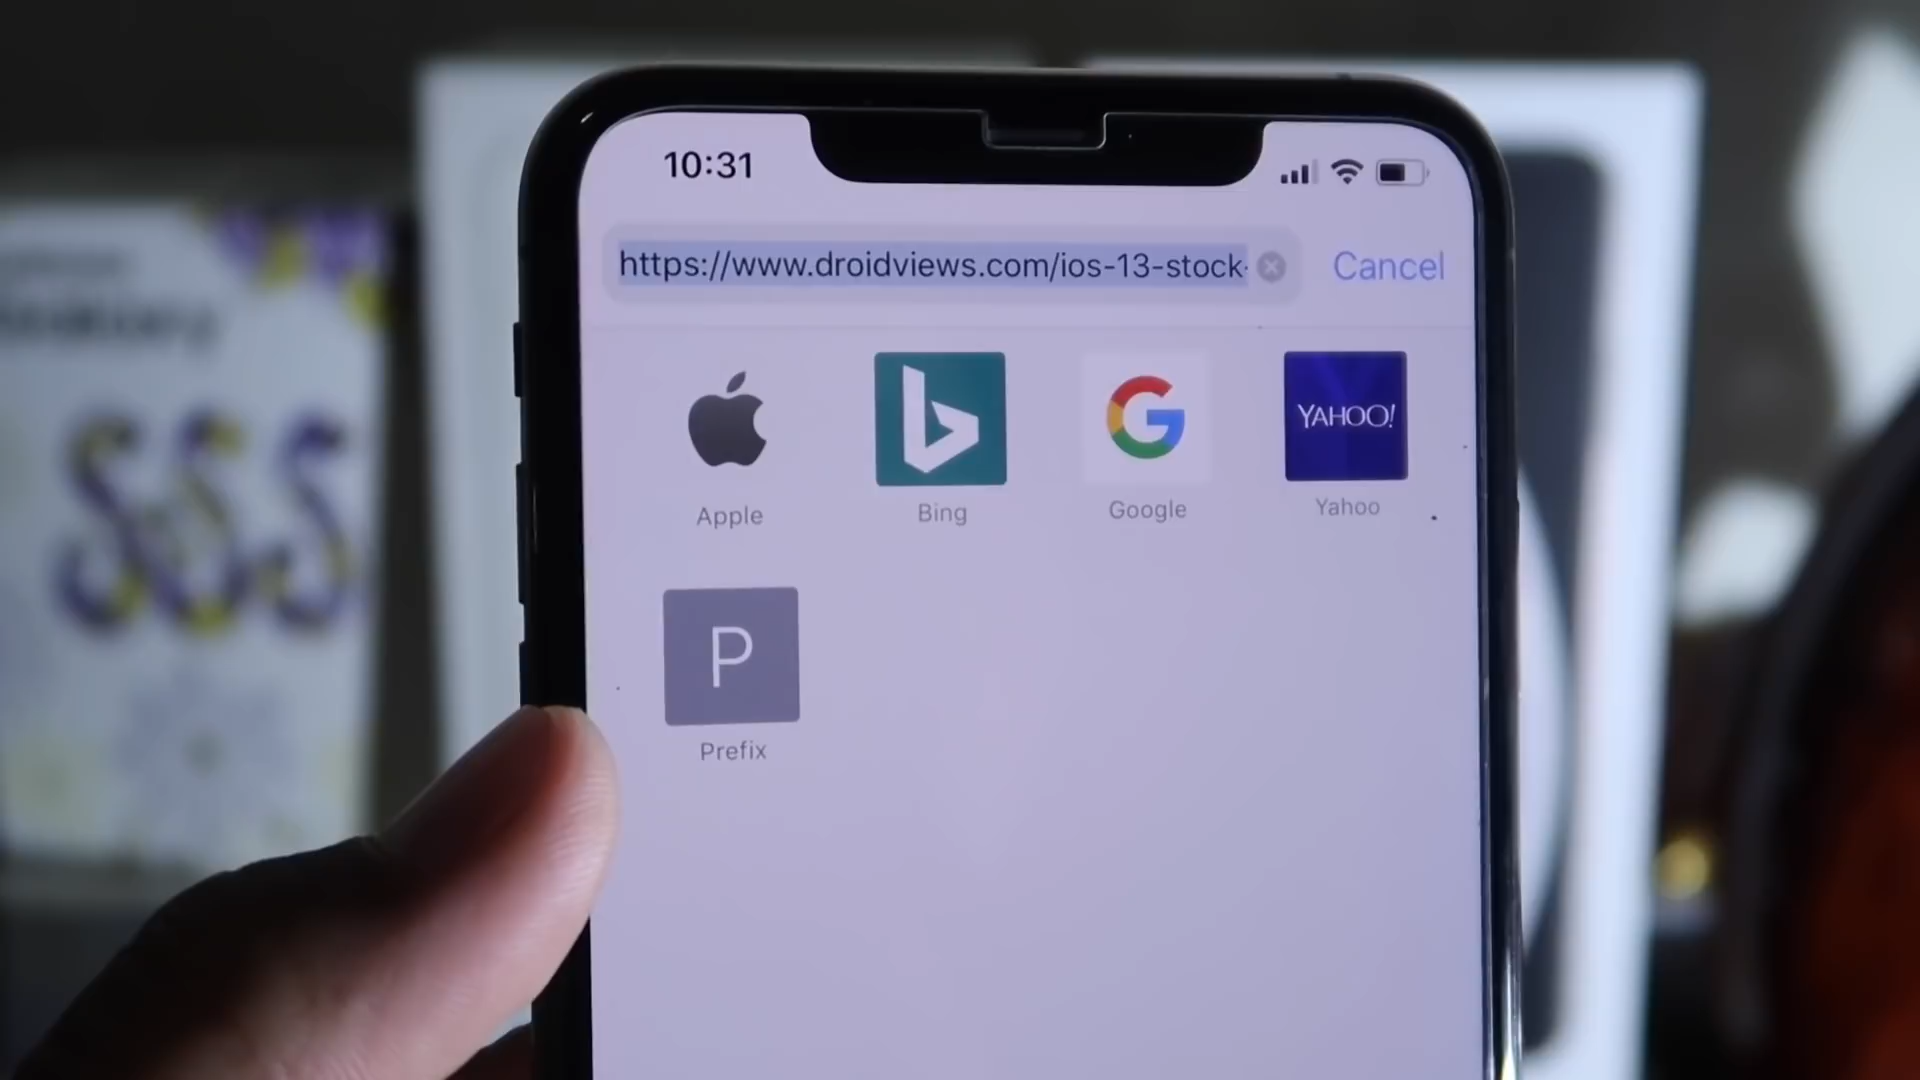 10:31
https://www.droidviews.com/ios-13-stock-
Cancel
YAHOO!
Apple
Bing
Google
Yahoo
P
Prefix